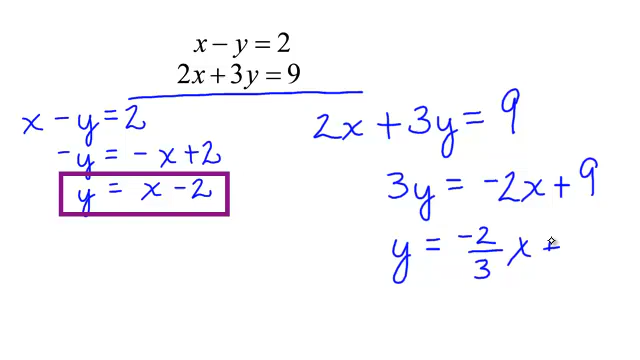 x − y = 2
2x + 3y = 9
x − y = 2
−y = −x + 2
y = x − 2
2x + 3y = 9
3y = −2x + 9
y = −2/3 x +